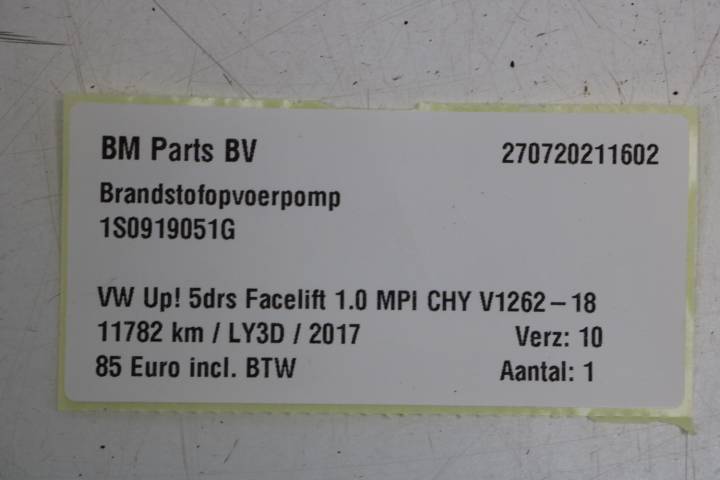 BM Parts BV 270720211602
Brandstofopvoerpomp
1S0919051G
VW Up! 5drs Facelift 1.0 MPI CHY V1262-18
11782 km / LY3D / 2017 Verz: 10
85 Euro incl. BTW Aantal: 1